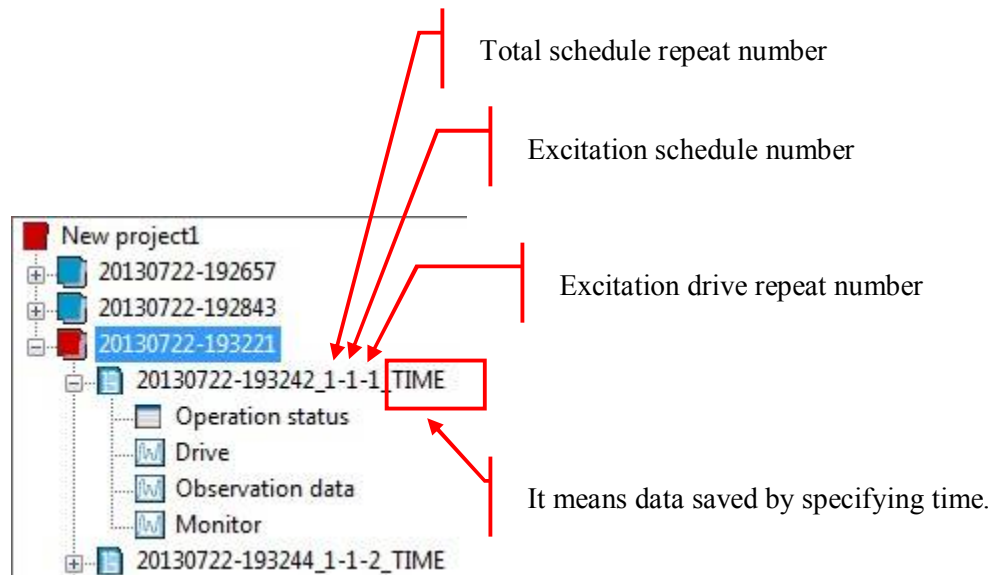 Total schedule repeat number
Excitation schedule number
Excitation drive repeat number
New project1
20130722-192657
20130722-192843
20130722-193221
20130722-193242_1-1-1_TIME
Operation status
Drive
Observation data
Monitor
20130722-193244_1-1-2_TIME
It means data saved by specifying time.